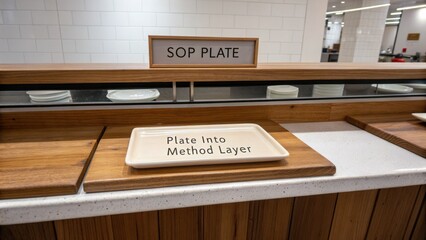 SOP PLATE
Plate Into
Method Layer